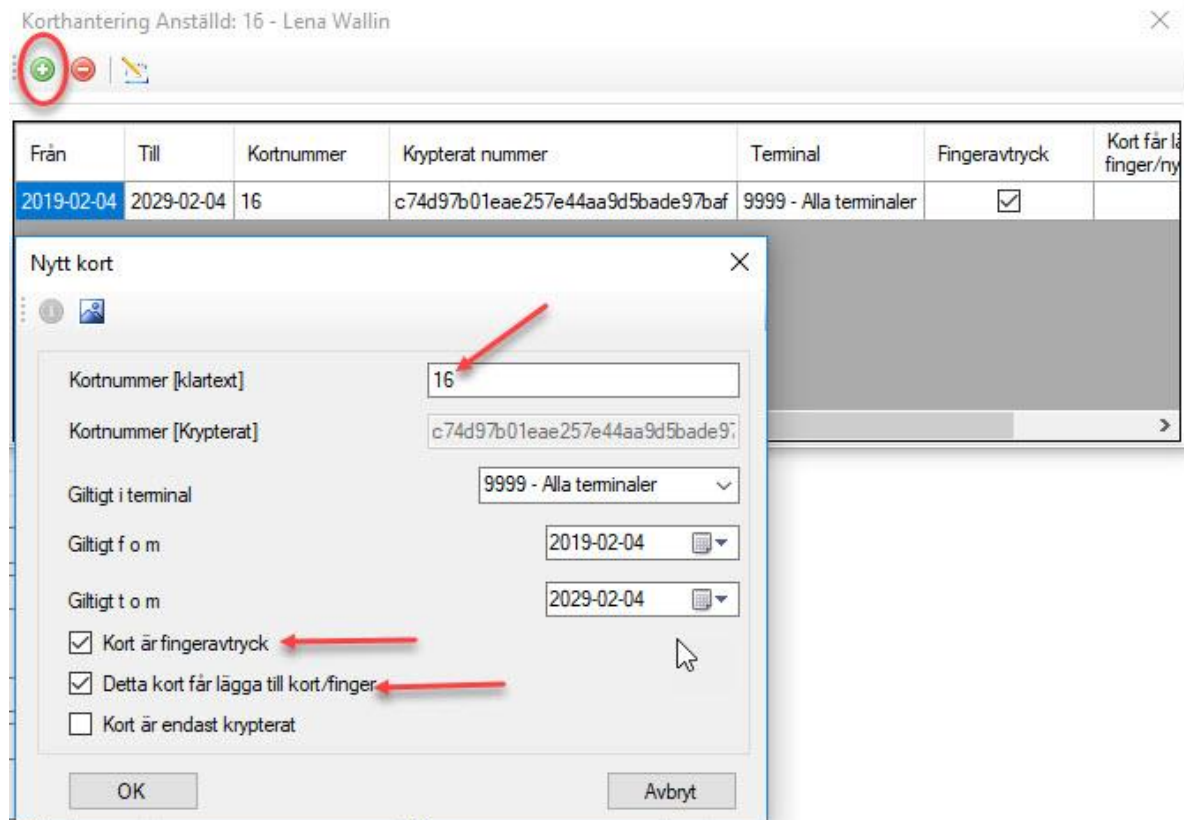 Korthantering Anställd: 16 - Lena Wallin
Från Till Kortnummer Krypterat nummer Terminal Fingeravtryck Kort får lä
finger/ny
2019-02-04 2029-02-04 16 c74d97b01eae257e44aa9d5bade97baf 9999 - Alla terminaler
Nytt kort
Kortnummer [klartext] 16
Kortnummer [Krypterat] c74d97b01eae257e44aa9d5bade97
Giltigt i terminal 9999 - Alla terminaler
Giltigt f o m 2019-02-04
Giltigt t o m 2029-02-04
Kort är fingeravtryck
Detta kort får lägga till kort/finger
Kort är endast krypterat
OK Avbryt